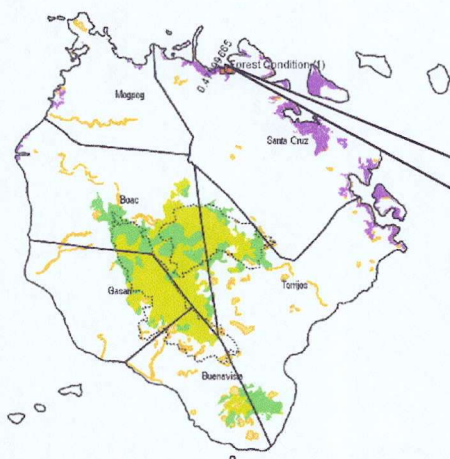 Forest Condition (1)
Mogpog
Santa Cruz
Boac
Gasan
Torrijos
Buenavista